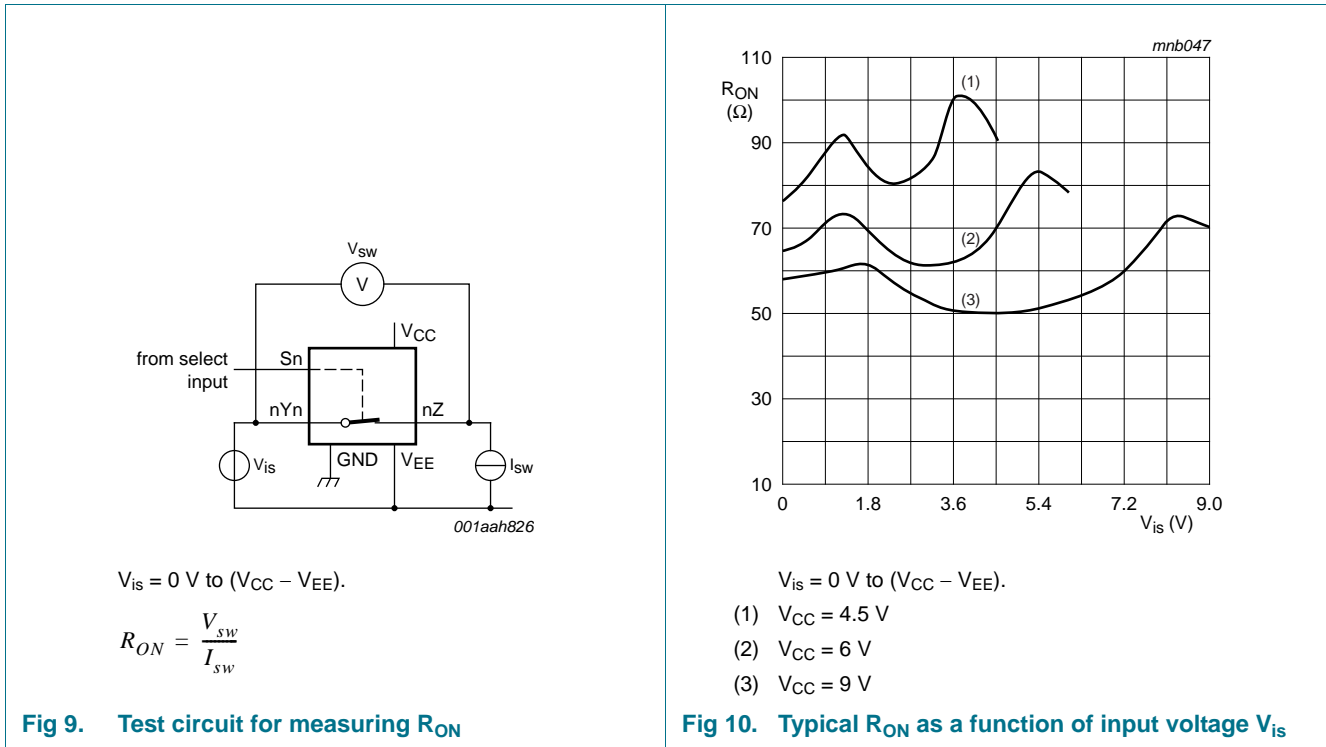 Vsw
V
VCC
from select
input
Sn
nYn
nZ
Vis
GND
VEE
Isw
001aah826
Vis = 0 V to (VCC − VEE).
RON = Vsw / Isw
Fig 9. Test circuit for measuring RON
mnb047
110
RON
(Ω)
90
70
50
30
10
(1)
(2)
(3)
0 1.8 3.6 5.4 7.2 9.0
Vis (V)
Vis = 0 V to (VCC − VEE).
(1) VCC = 4.5 V
(2) VCC = 6 V
(3) VCC = 9 V
Fig 10. Typical RON as a function of input voltage Vis